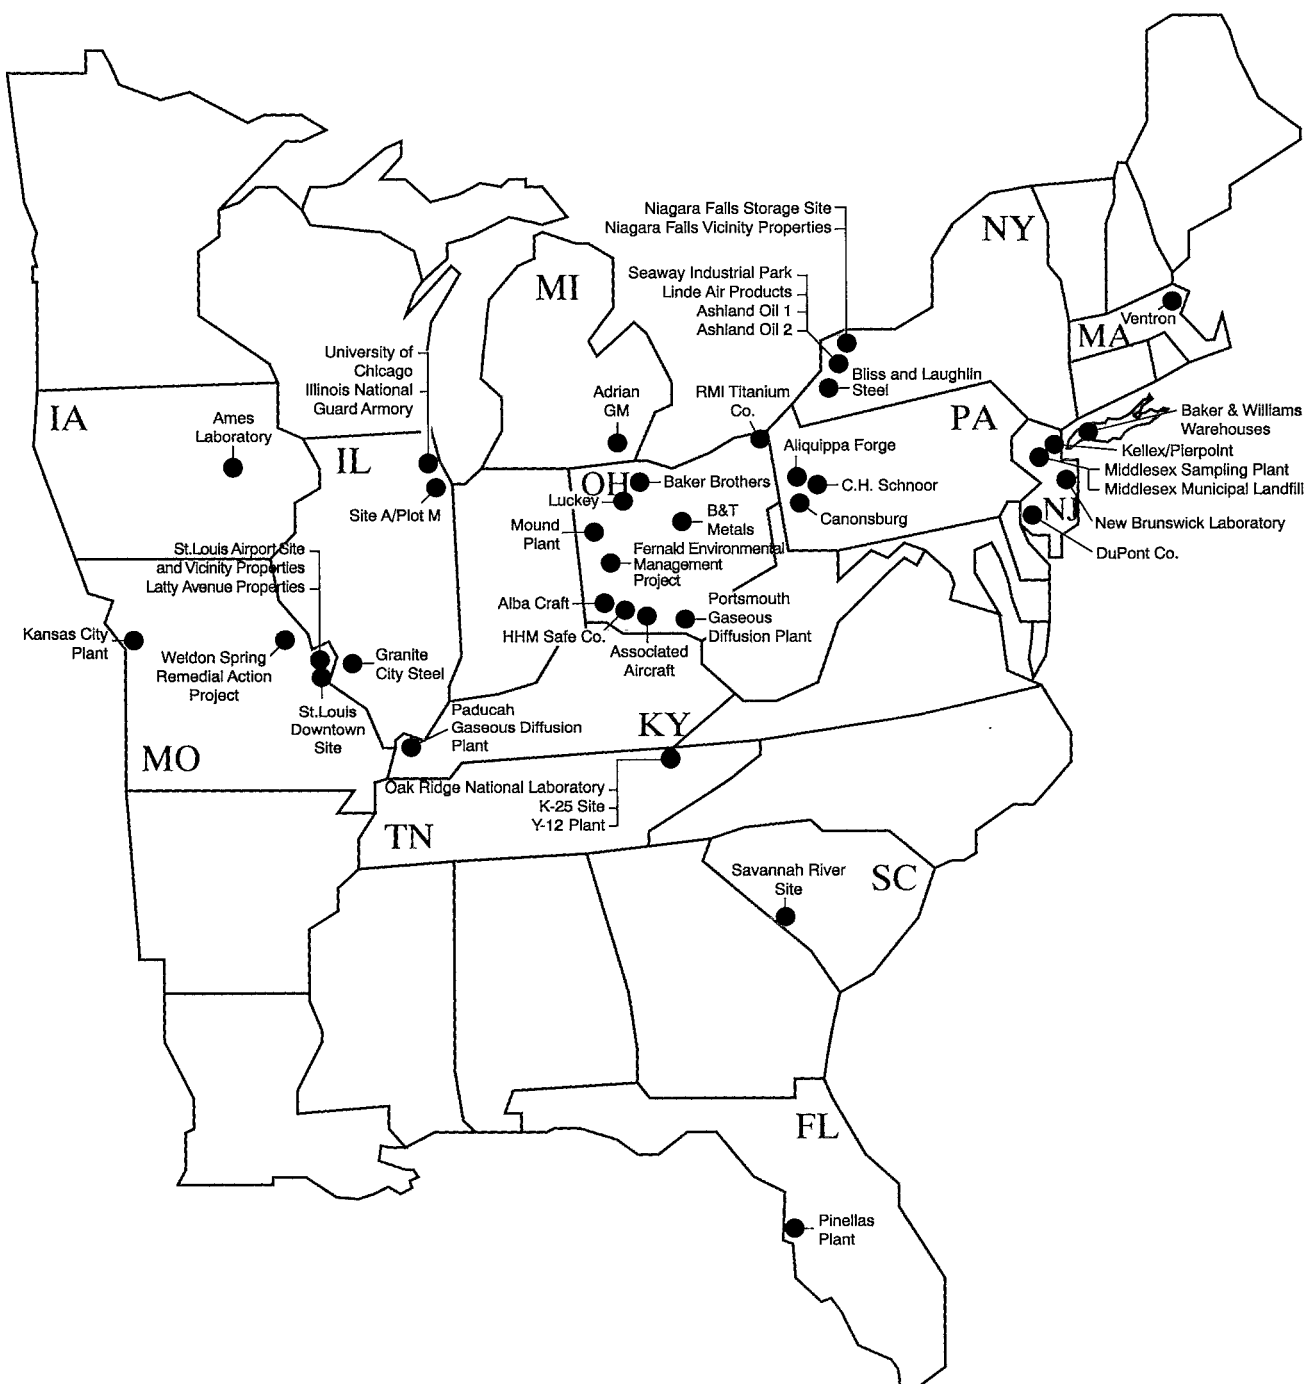 Niagara Falls Storage Site
Niagara Falls Vicinity Properties
NY
Seaway Industrial Park
Linde Air Products
Ashland Oil 1
Ashland Oil 2
MI
Ventron
MA
University of
Chicago
Illinois National
Guard Armory
Bliss and Laughlin
Steel
Adrian
GM
RMI Titanium
Co.
IA
Ames
Laboratory
PA
Baker & Williams
Warehouses
Aliquippa Forge
Kellex/Pierpoint
IL
Middlesex Sampling Plant
Middlesex Municipal Landfill
OH
Baker Brothers
C.H. Schnoor
Luckey
Site A/Plot M
NJ
Canonsburg
B&T
Metals
New Brunswick Laboratory
Mound
Plant
DuPont Co.
St.Louis Airport Site
and Vicinity Properties
Latty Avenue Properties
Fernald Environmental
Management
Project
Alba Craft
Portsmouth
Gaseous
Diffusion Plant
HHM Safe Co.
Associated
Aircraft
Kansas City
Plant
Weldon Spring
Remedial Action
Project
Granite
City Steel
St.Louis
Downtown
Site
Paducah
Gaseous Diffusion
Plant
KY
MO
Oak Ridge National Laboratory
K-25 Site
Y-12 Plant
TN
Savannah River
Site
SC
FL
Pinellas
Plant